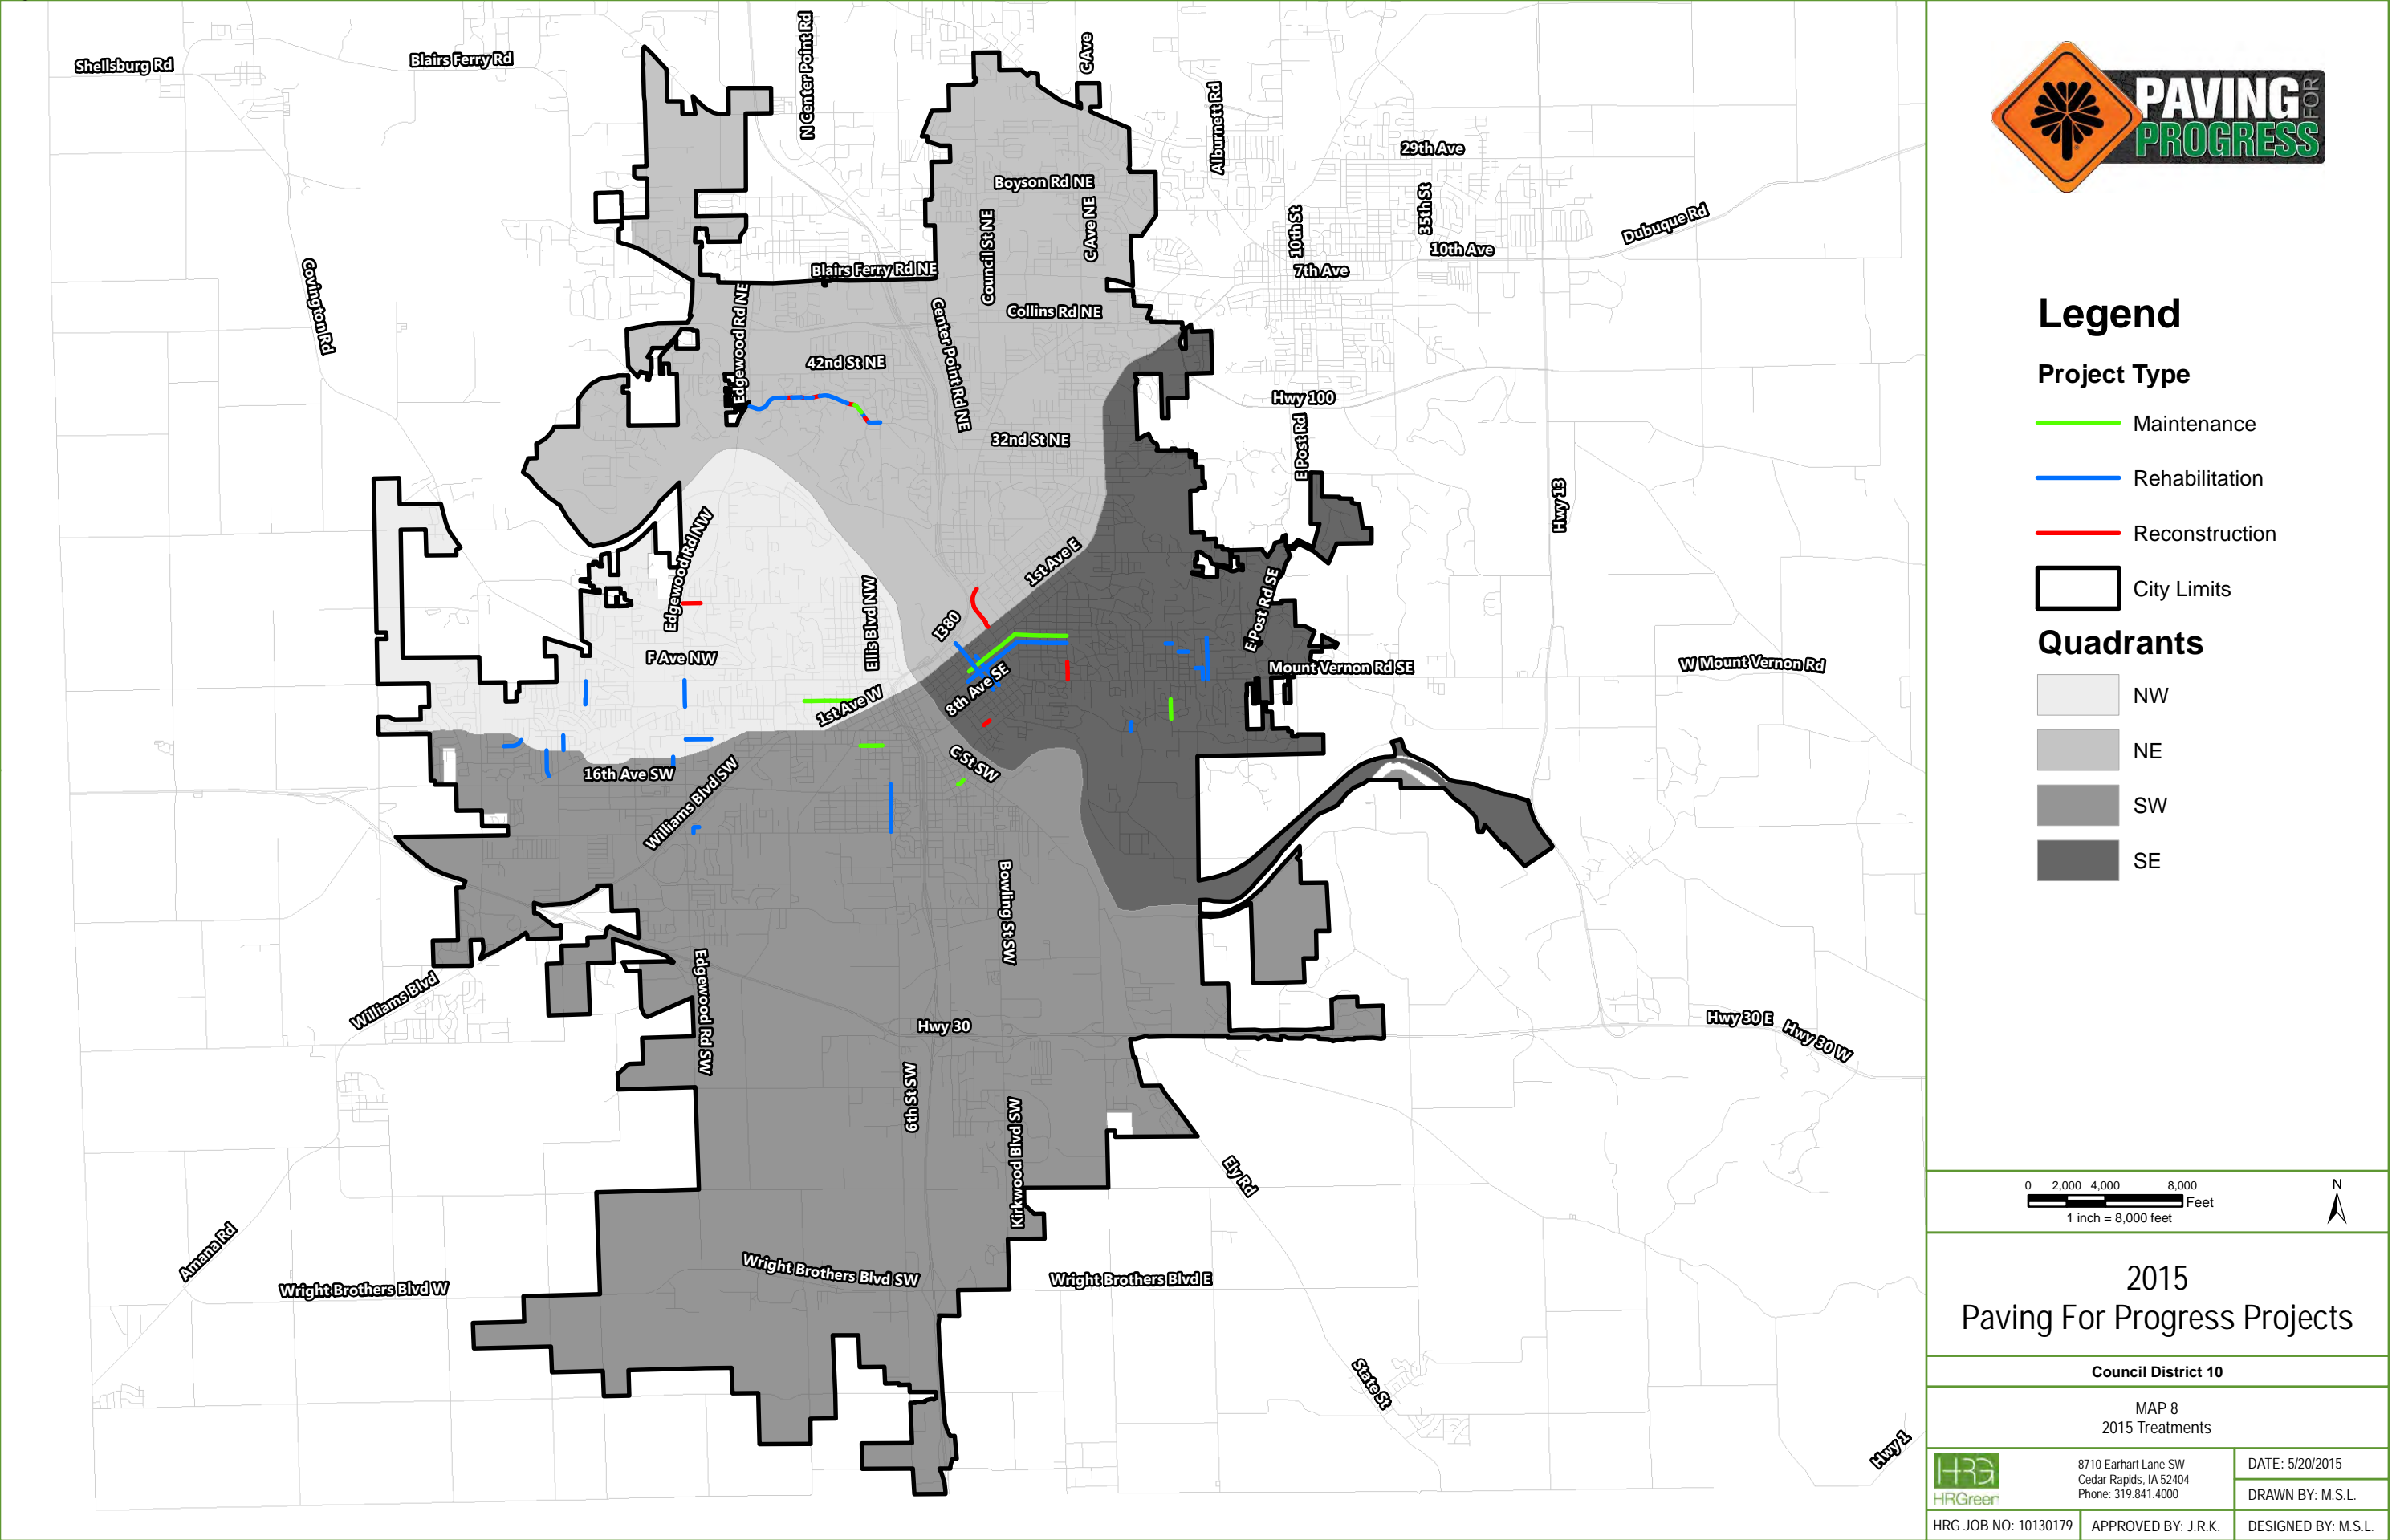 Shellsburg Rd
Blairs Ferry Rd
N Center Point Rd
C Ave
Alburnett Rd
29th Ave
Boyson Rd NE
35th St
Council St NE
C Ave NE
10th St
Dubuque Rd
10th Ave
Covington Rd
Blairs Ferry Rd NE
7th Ave
Edgewood Rd NE
Center Point Rd NE
Collins Rd NE
42nd St NE
Hwy 100
32nd St NE
E Post Rd
Hwy 13
Edgewood Rd NW
1st Ave E
Ellis Blvd NW
I380
E Post Rd SE
F Ave NW
Mount Vernon Rd SE
W Mount Vernon Rd
8th Ave SE
1st Ave W
C St SW
16th Ave SW
Williams Blvd SW
Bowling St SW
Williams Blvd
Edgewood Rd SW
Hwy 30
Hwy 30 E
Hwy 30 W
6th St SW
Kirkwood Blvd SW
Ely Rd
Amana Rd
Wright Brothers Blvd W
Wright Brothers Blvd SW
Wright Brothers Blvd E
State St
Hwy 1
PAVING FOR
PROGRESS
Legend
Project Type
Maintenance
Rehabilitation
Reconstruction
City Limits
Quadrants
NW
NE
SW
SE
0 2,000 4,000 8,000
Feet
1 inch = 8,000 feet
N
2015
Paving For Progress Projects
Council District 10
MAP 8
2015 Treatments
HRG
HRGreen
8710 Earhart Lane SW
Cedar Rapids, IA 52404
Phone: 319.841.4000
DATE: 5/20/2015
DRAWN BY: M.S.L.
HRG JOB NO: 10130179
APPROVED BY: J.R.K.
DESIGNED BY: M.S.L.